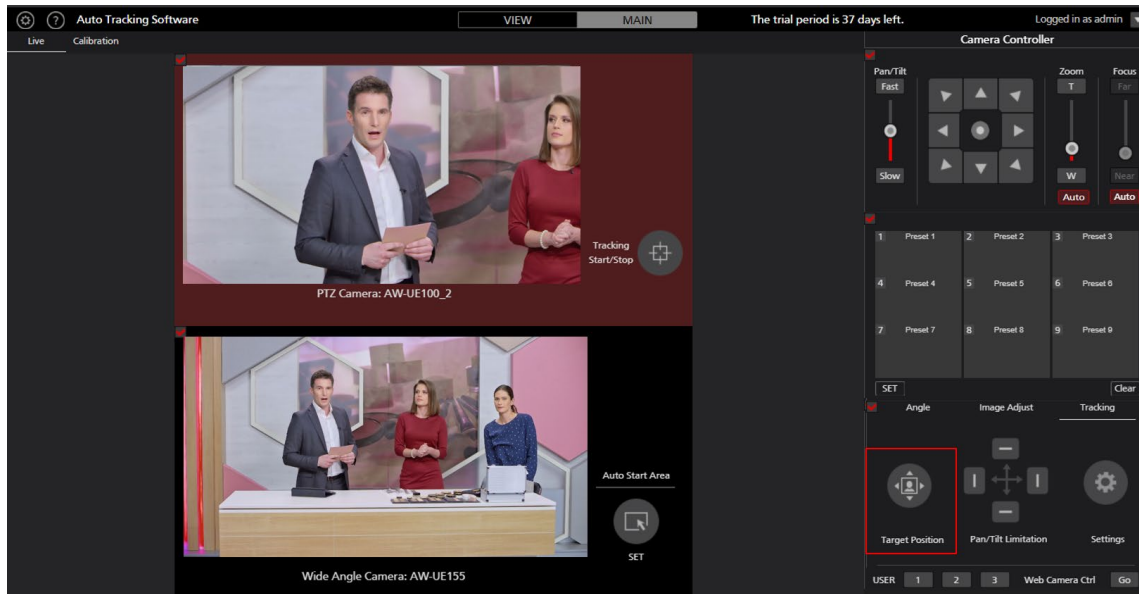 Auto Tracking Software
VIEW
MAIN
The trial period is 37 days left.
Logged in as admin
Live
Calibration
Camera Controller
Pan/Tilt
Zoom
Focus
Fast
T
Far
Slow
W
Near
Auto
Auto
Tracking
Start/Stop
PTZ Camera: AW-UE100_2
1 Preset 1
2 Preset 2
3 Preset 3
4 Preset 4
5 Preset 5
6 Preset 6
7 Preset 7
8 Preset 8
9 Preset 9
SET
Clear
Angle
Image Adjust
Tracking
Auto Start Area
SET
Target Position
Pan/Tilt Limitation
Settings
Wide Angle Camera: AW-UE155
USER 1 2 3 Web Camera Ctrl Go